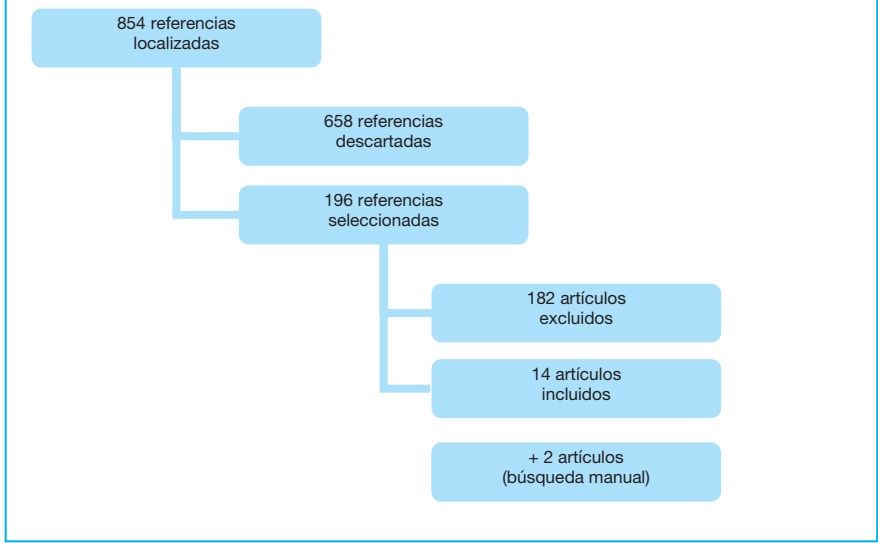 854 referencias
localizadas
658 referencias
descartadas
196 referencias
seleccionadas
182 artículos
excluidos
14 artículos
incluidos
+ 2 artículos
(búsqueda manual)